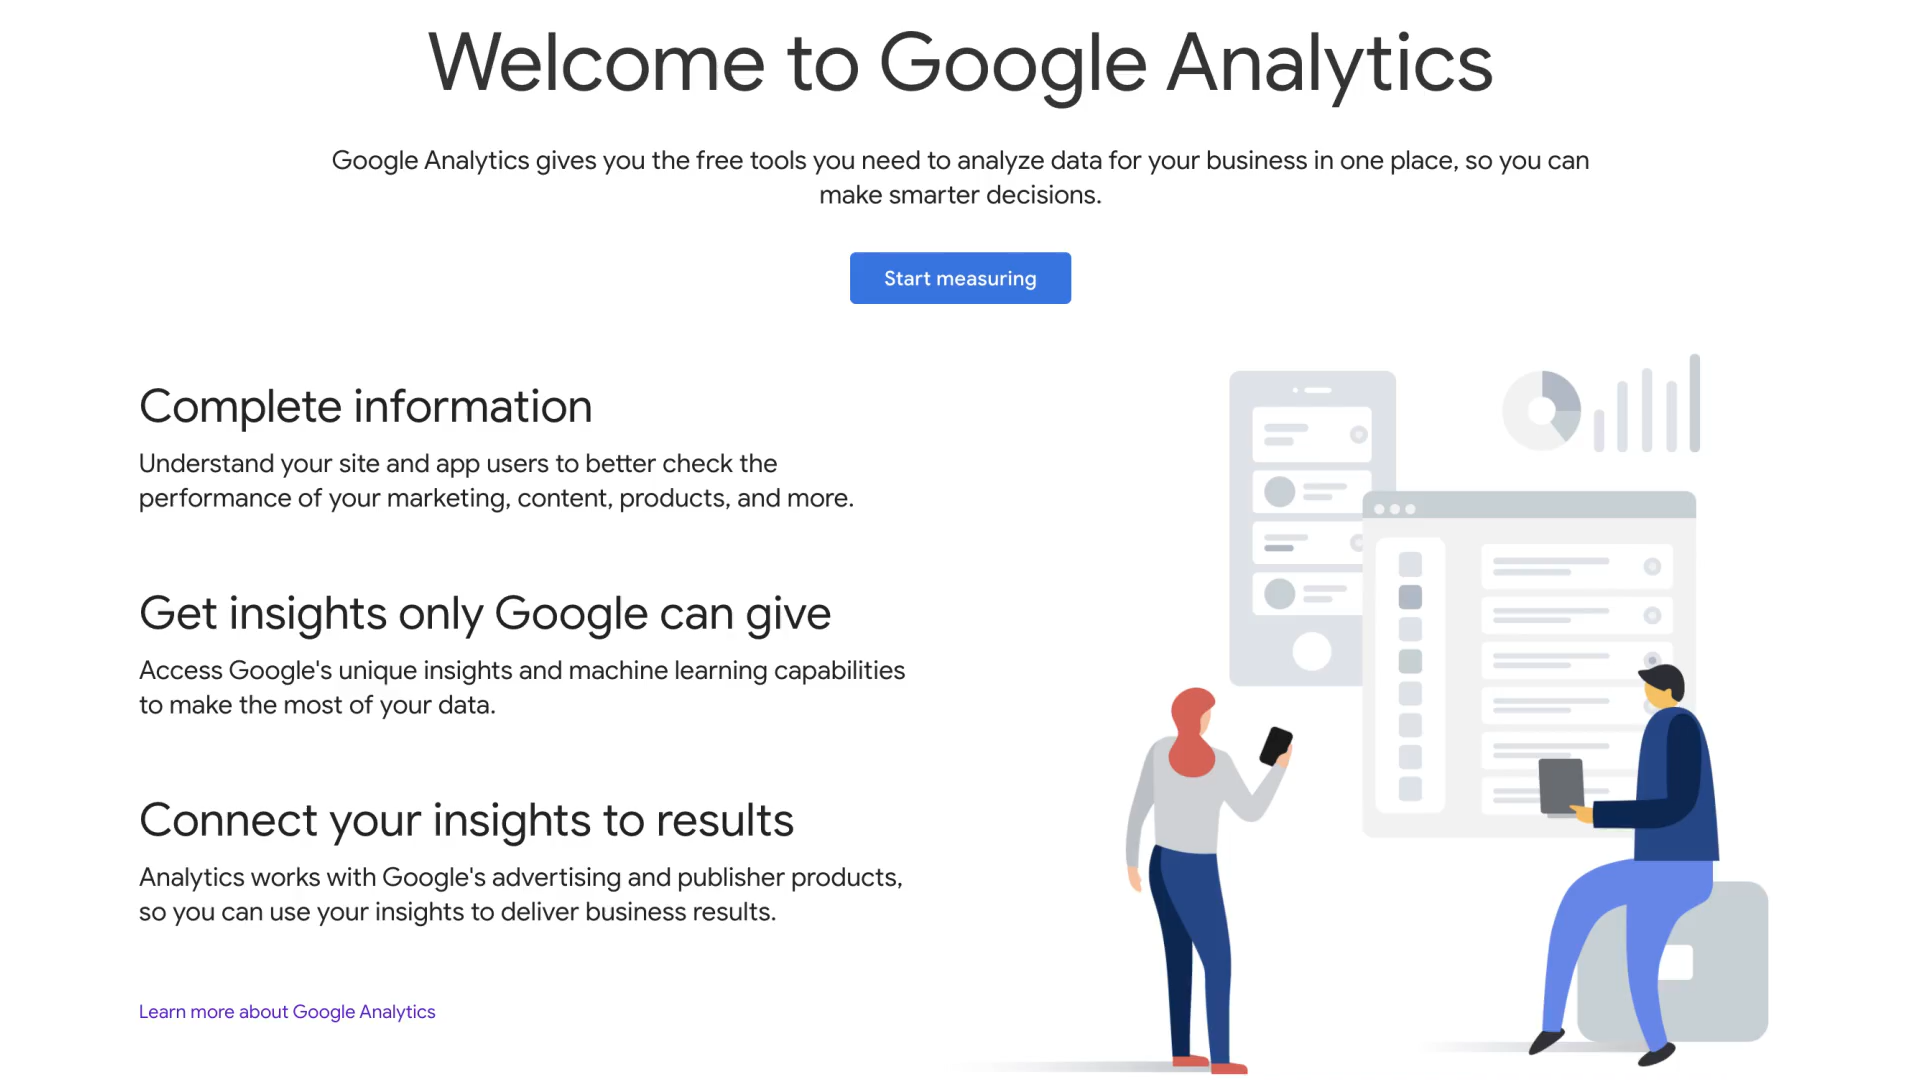 Welcome to Google Analytics
Google Analytics gives you the free tools you need to analyze data for your business in one place, so you can
make smarter decisions.
Start measuring
Complete information
Understand your site and app users to better check the
performance of your marketing, content, products, and more.
Get insights only Google can give
Access Google's unique insights and machine learning capabilities
to make the most of your data.
Connect your insights to results
Analytics works with Google's advertising and publisher products,
so you can use your insights to deliver business results.
Learn more about Google Analytics